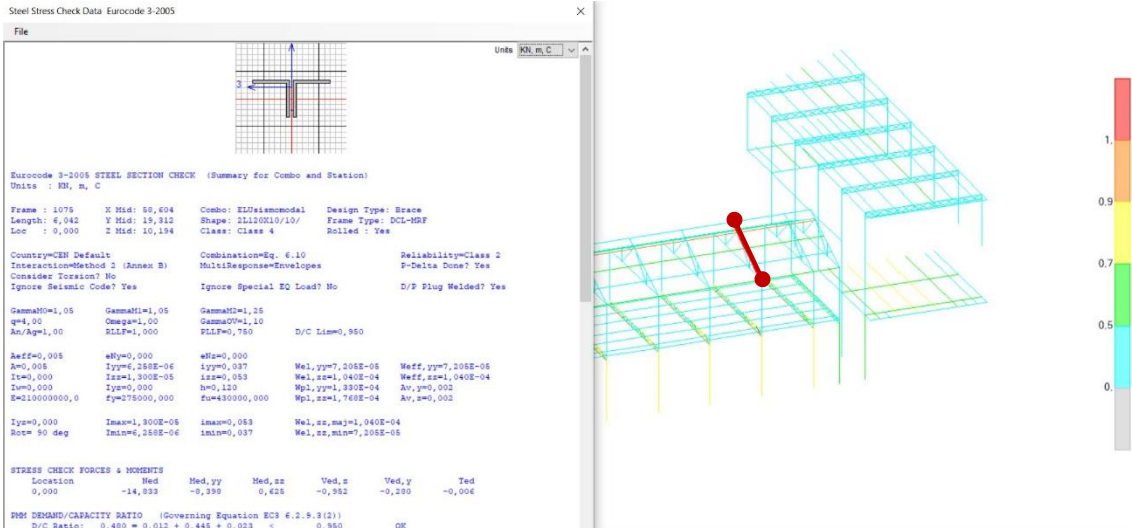 Steel Stress Check Data Eurocode 3-2005
File
Units KN, m, C
3
Eurocode 3-2005 STEEL SECTION CHECK (Summary for Combo and Station)
Units : KN, m, C
Frame : 1075 X Mid: 58,604 Combo: ELUsismomodal Design Type: Brace
Length: 6,042 Y Mid: 19,312 Shape: 2L120X10/10/ Frame Type: DCL-MRF
Loc : 0,000 Z Mid: 10,194 Class: Class 4 Rolled : Yes
Country=CEN Default Combination=Eq. 6.10 Reliability=Class 2
Interaction=Method 2 (Annex B) MultiResponse=Envelopes P-Delta Done? Yes
Consider Torsion? No
Ignore Seismic Code? Yes Ignore Special EQ Load? No D/P Plug Welded? Yes
GammaM0=1,05 GammaM1=1,05 GammaM2=1,25
q=4,00 Omega=1,00 GammaOV=1,10
An/Ag=1,00 RLLF=1,000 PLLF=0,750 D/C Lim=0,950
Aeff=0,005 eNy=0,000 eNz=0,000
A=0,005 Iyy=6,258E-06 iyy=0,037 Wel,yy=7,205E-05 Weff,yy=7,205E-05
It=0,000 Izz=1,300E-05 izz=0,053 Wel,zz=1,040E-04 Weff,zz=1,040E-04
Iw=0,000 Iyz=0,000 h=0,120 Wpl,yy=1,330E-04 Av,y=0,002
E=210000000,0 fy=275000,000 fu=430000,000 Wpl,zz=1,768E-04 Av,z=0,002
Iyz=0,000 Imax=1,300E-05 imax=0,053 Wel,zz,maj=1,040E-04
Rot= 90 deg Imin=6,258E-06 imin=0,037 Wel,zz,min=7,205E-05
STRESS CHECK FORCES & MOMENTS
Location Ned Med,yy Med,zz Ved,z Ved,y Ted
0,000 -14,833 -8,398 0,625 -0,952 -0,280 -0,006
PMM DEMAND/CAPACITY RATIO (Governing Equation EC3 6.2.9.3(2))
D/C Ratio: 0,480 = 0,012 + 0,445 + 0,023 < 0,950 OK
1.
0.9
0.7
0.5
0.